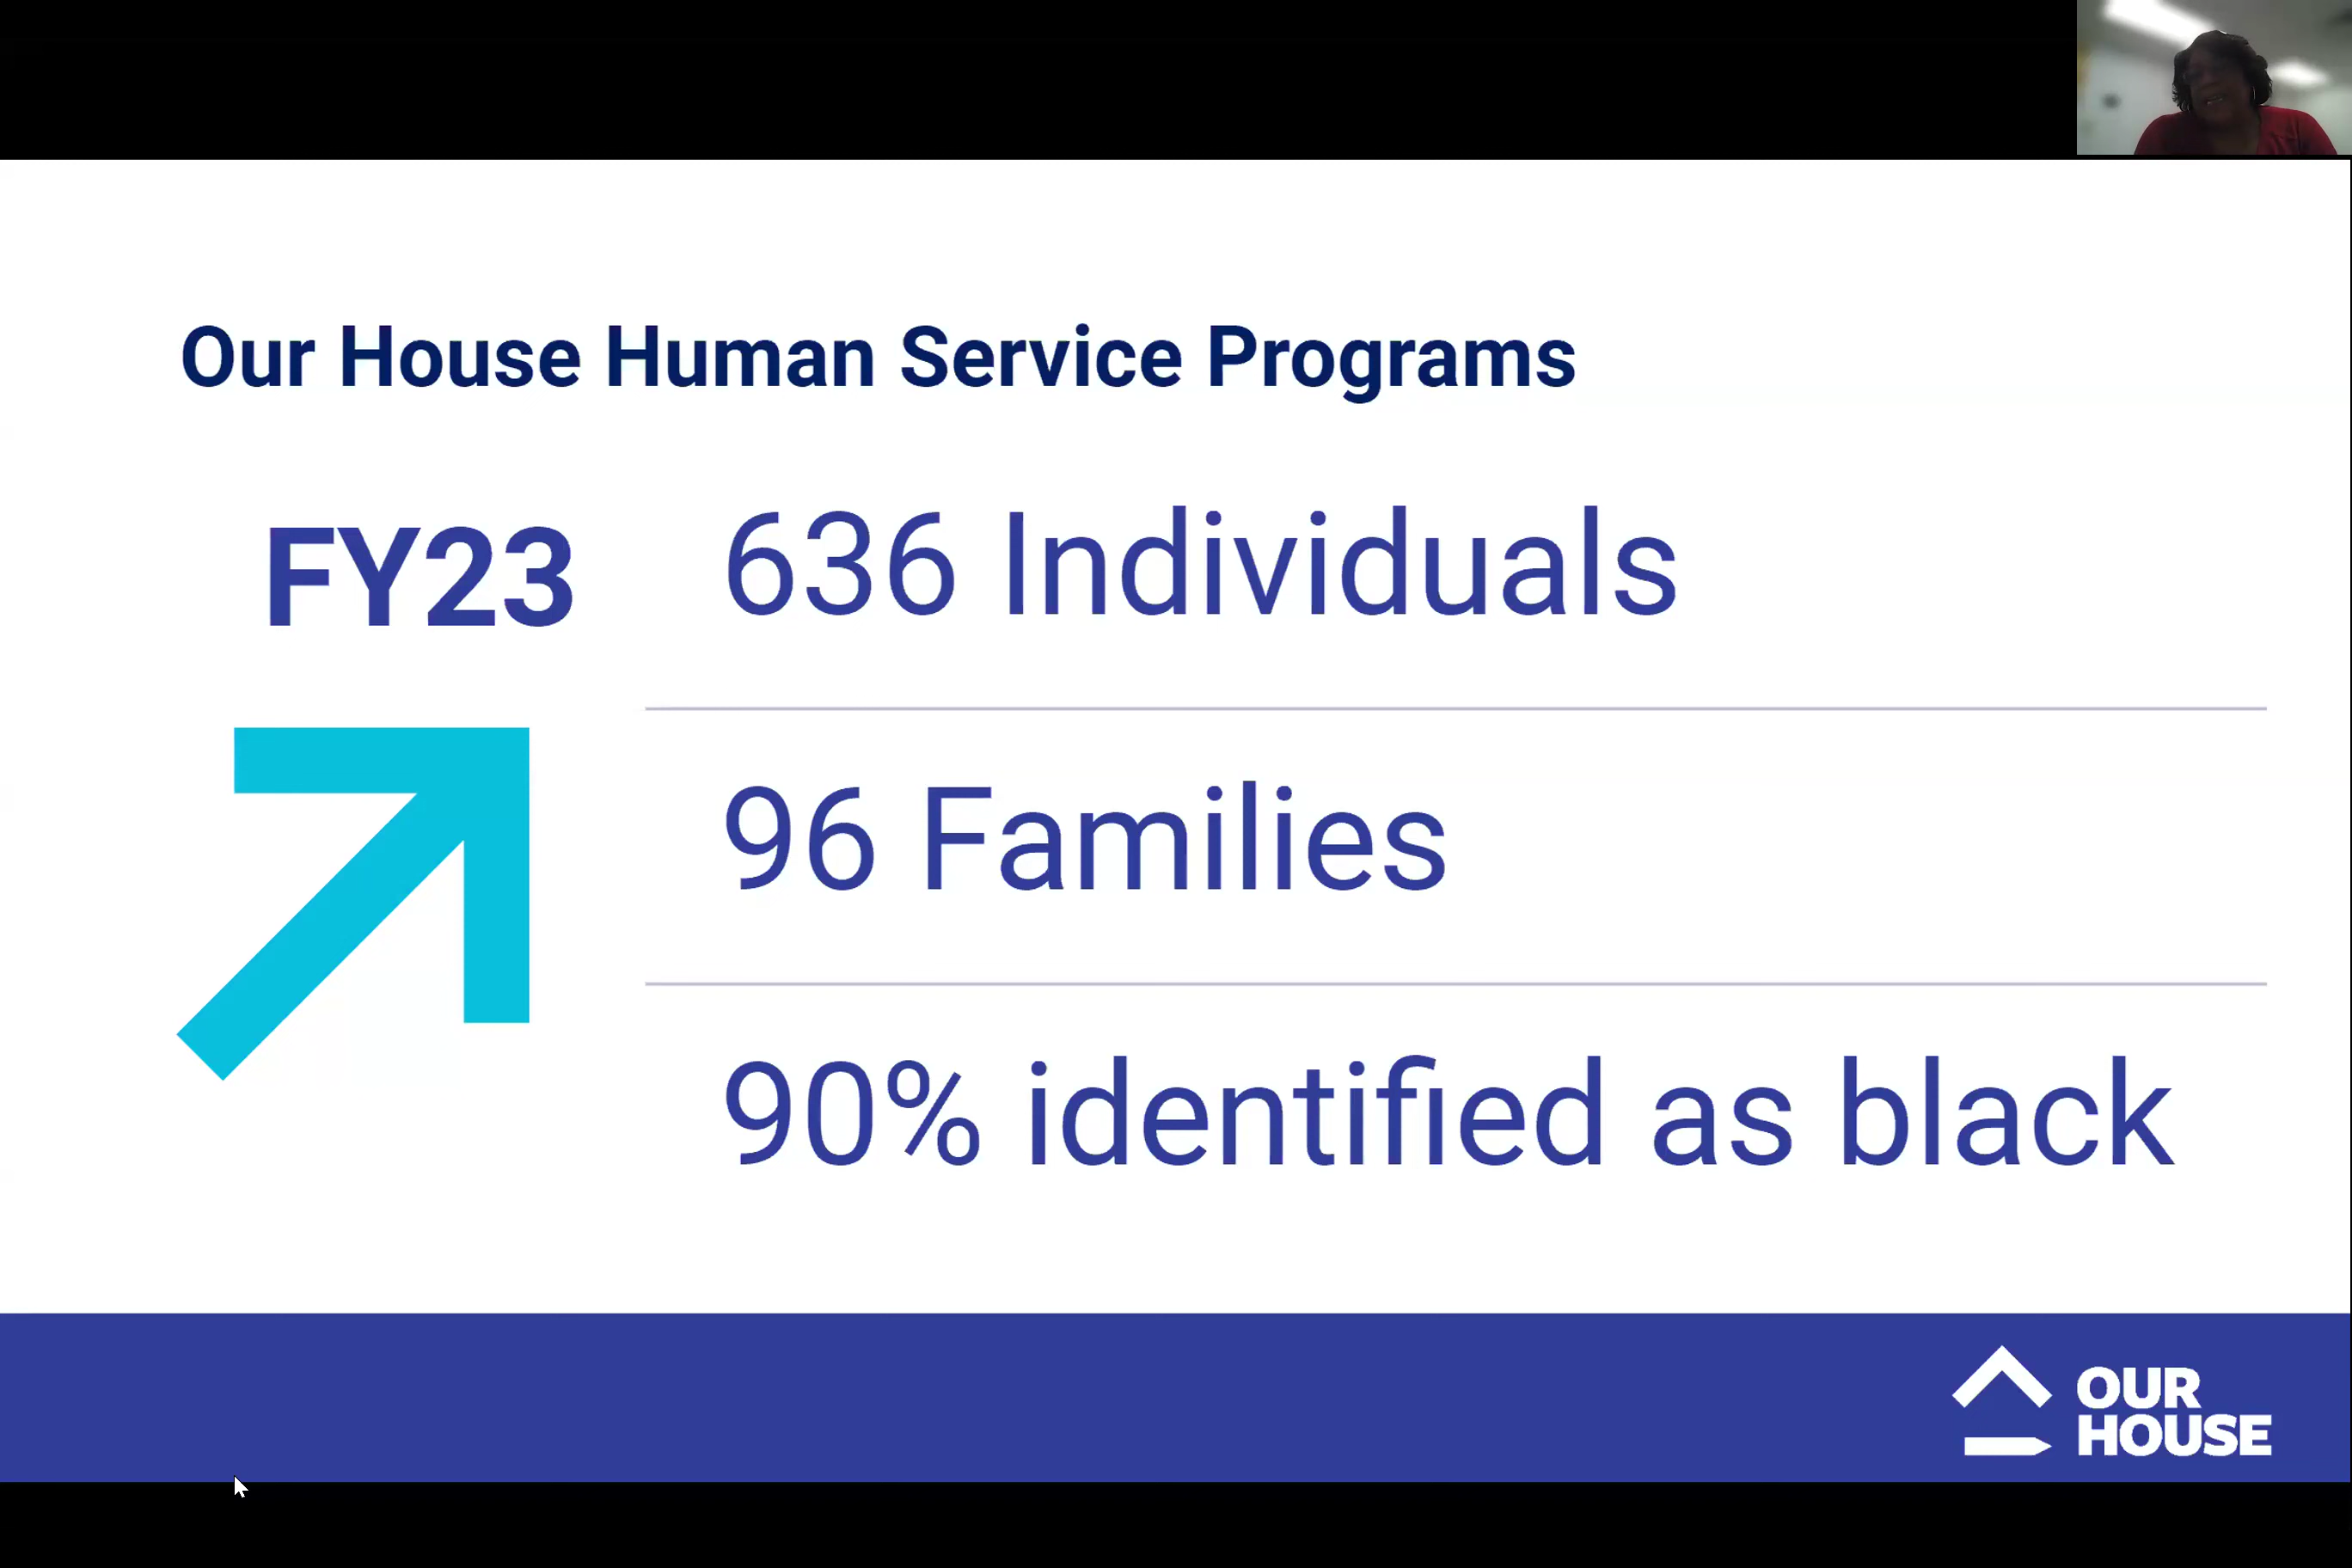 Our House Human Service Programs
FY23
636 Individuals
96 Families
90% identified as black
OUR
HOUSE